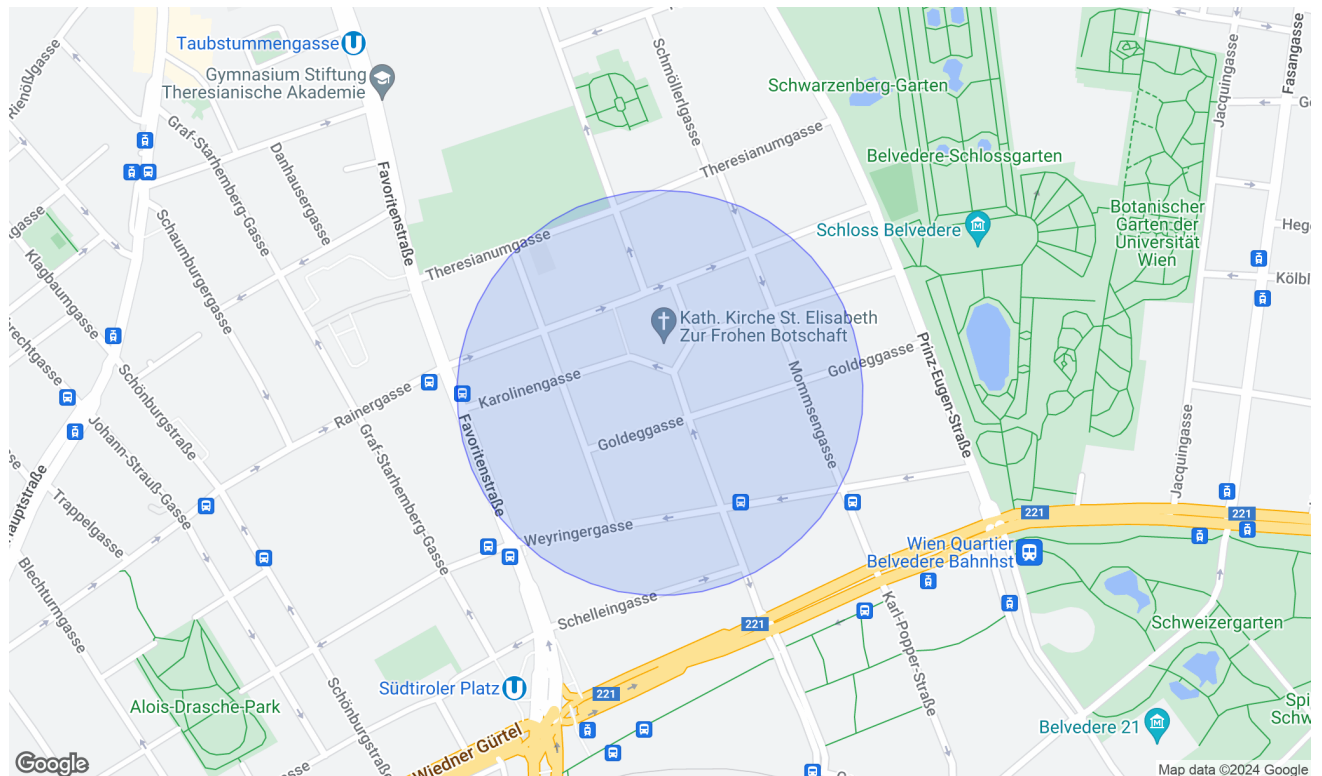 Taubstummengasse
Gymnasium Stiftung
Theresianische Akademie
Schmöllerlgasse
Schwarzenberg-Garten
Jacquingasse
Fasangasse
Graf-Starhemberg-Gasse
Danhausergasse
Favoritenstraße
Theresianumgasse
Belvedere-Schlossgarten
Botanischer
Garten der
Universität
Wien
Schloss Belvedere
Klagbaumgasse
Schaumburgergasse
Theresianumgasse
Kath. Kirche St. Elisabeth
Zur Frohen Botschaft
Prinz-Eugen-Straße
Schönburgstraße
Rainergasse
Karolinengasse
Mommsengasse
Goldeggasse
Goldeggasse
Johann-Strauß-Gasse
Graf-Starhemberg-Gasse
Favoritenstraße
Jacquingasse
Trappelgasse
Weyringergasse
221
221
Wien Quartier
Belvedere Bahnhst
Blechturmgasse
Schelleingasse
221
Karl-Popper-Straße
Schweizergarten
Südtiroler Platz
221
Alois-Drasche-Park
Schönburgstraße
Wiedner Gürtel
Belvedere 21
Google
Map data ©2024 Google